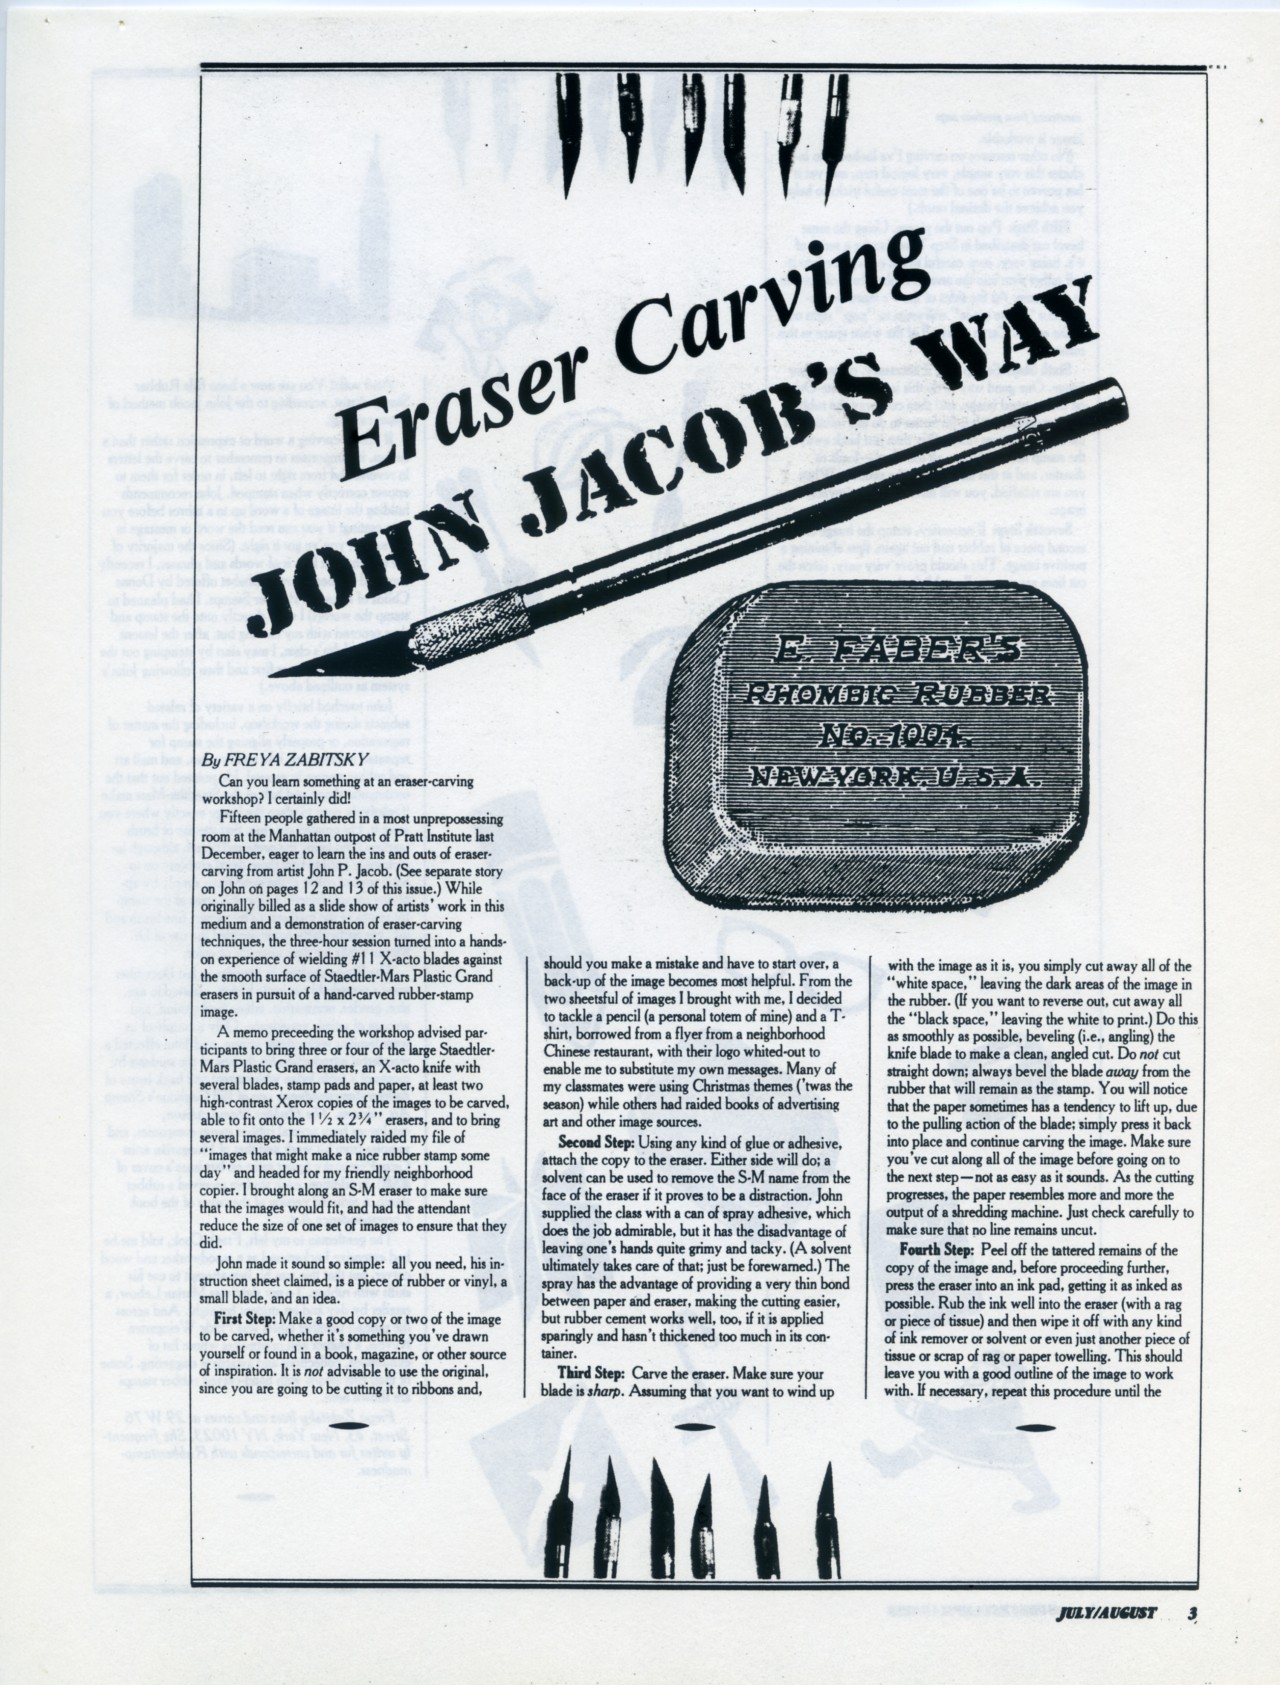 Eraser Carving
JOHN JACOB'S WAY
E. FABER'S
RHOMBIC RUBBER
No. 1004.
NEW-YORK. U.S.A.
By FREYA ZABITSKY
Can you learn something at an eraser-carving
workshop? I certainly did!
Fifteen people gathered in a most unprepossessing
room at the Manhattan outpost of Pratt Institute last
December, eager to learn the ins and outs of eraser-
carving from artist John P. Jacob. (See separate story
on John on pages 12 and 13 of this issue.) While
originally billed as a slide show of artists' work in this
medium and a demonstration of eraser-carving
techniques, the three-hour session turned into a hands-
on experience of wielding #11 X-acto blades against
the smooth surface of Staedtler-Mars Plastic Grand
erasers in pursuit of a hand-carved rubber-stamp
image.
A memo preceeding the workshop advised par-
ticipants to bring three or four of the large Staedtler-
Mars Plastic Grand erasers, an X-acto knife with
several blades, stamp pads and paper, at least two
high-contrast Xerox copies of the images to be carved,
able to fit onto the 1½ x 2¾" erasers, and to bring
several images. I immediately raided my file of
"images that might make a nice rubber stamp some
day" and headed for my friendly neighborhood
copier. I brought along an S-M eraser to make sure
that the images would fit, and had the attendant
reduce the size of one set of images to ensure that they
did.
John made it sound so simple: all you need, his in-
struction sheet claimed, is a piece of rubber or vinyl, a
small blade, and an idea.
First Step: Make a good copy or two of the image
to be carved, whether it's something you've drawn
yourself or found in a book, magazine, or other source
of inspiration. It is not advisable to use the original,
since you are going to be cutting it to ribbons and,
should you make a mistake and have to start over, a
back-up of the image becomes most helpful. From the
two sheetsful of images I brought with me, I decided
to tackle a pencil (a personal totem of mine) and a T-
shirt, borrowed from a flyer from a neighborhood
Chinese restaurant, with their logo whited-out to
enable me to substitute my own messages. Many of
my classmates were using Christmas themes ('twas the
season) while others had raided books of advertising
art and other image sources.
Second Step: Using any kind of glue or adhesive,
attach the copy to the eraser. Either side will do; a
solvent can be used to remove the S-M name from the
face of the eraser if it proves to be a distraction. John
supplied the class with a can of spray adhesive, which
does the job admirable, but it has the disadvantage of
leaving one's hands quite grimy and tacky. (A solvent
ultimately takes care of that; just be forewarned.) The
spray has the advantage of providing a very thin bond
between paper and eraser, making the cutting easier,
but rubber cement works well, too, if it is applied
sparingly and hasn't thickened too much in its con-
tainer.
Third Step: Carve the eraser. Make sure your
blade is sharp. Assuming that you want to wind up
with the image as it is, you simply cut away all of the
"white space," leaving the dark areas of the image in
the rubber. (If you want to reverse out, cut away all
the "black space," leaving the white to print.) Do this
as smoothly as possible, beveling (i.e., angling) the
knife blade to make a clean, angled cut. Do not cut
straight down; always bevel the blade away from the
rubber that will remain as the stamp. You will notice
that the paper sometimes has a tendency to lift up, due
to the pulling action of the blade; simply press it back
into place and continue carving the image. Make sure
you've cut along all of the image before going on to
the next step—not as easy as it sounds. As the cutting
progresses, the paper resembles more and more the
output of a shredding machine. Just check carefully to
make sure that no line remains uncut.
Fourth Step: Peel off the tattered remains of the
copy of the image and, before proceeding further,
press the eraser into an ink pad, getting it as inked as
possible. Rub the ink well into the eraser (with a rag
or piece of tissue) and then wipe it off with any kind
of ink remover or solvent or even just another piece of
tissue or scrap of rag or paper towelling. This should
leave you with a good outline of the image to work
with. If necessary, repeat this procedure until the
JULY/AUGUST 3